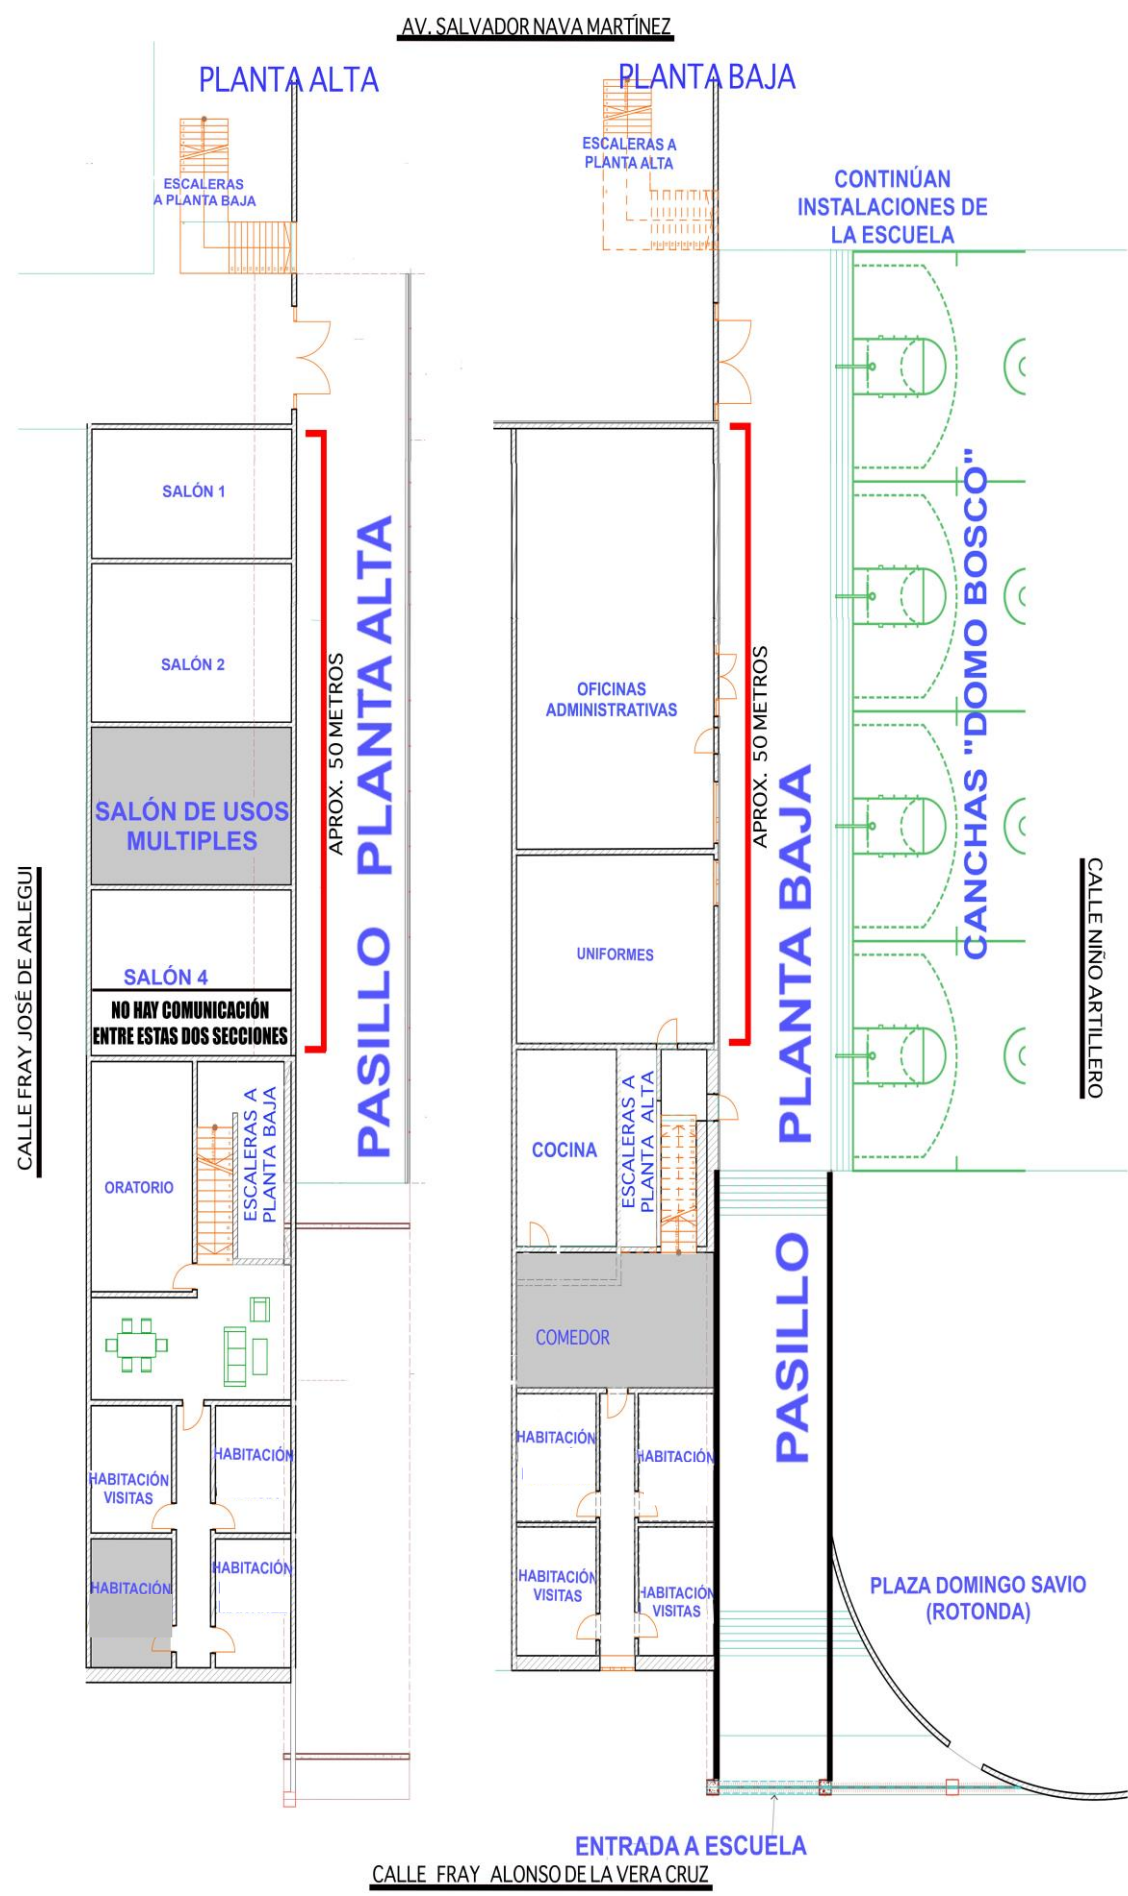 AV. SALVADOR NAVA MARTÍNEZ
PLANTA ALTA
PLANTA BAJA
ESCALERAS
A PLANTA BAJA
ESCALERAS A
PLANTA ALTA
CONTINÚAN
INSTALACIONES DE
LA ESCUELA
SALÓN 1
SALÓN 2
SALÓN DE USOS
MULTIPLES
SALÓN 4
NO HAY COMUNICACIÓN
ENTRE ESTAS DOS SECCIONES
APROX. 50 METROS
PASILLO PLANTA ALTA
CALLE FRAY JOSÉ DE ARLEGUI
ORATORIO
ESCALERAS A
PLANTA BAJA
HABITACIÓN
VISITAS
HABITACIÓN
HABITACIÓN
HABITACIÓN
OFICINAS
ADMINISTRATIVAS
UNIFORMES
APROX. 50 METROS
COCINA
ESCALERAS A
PLANTA ALTA
COMEDOR
HABITACIÓN
HABITACIÓN
HABITACIÓN
VISITAS
HABITACIÓN
VISITAS
PASILLO PLANTA BAJA
CANCHAS "DOMO BOSCO"
CALLE NIÑO ARTILLERO
PLAZA DOMINGO SAVIO
(ROTONDA)
ENTRADA A ESCUELA
CALLE FRAY ALONSO DE LA VERA CRUZ